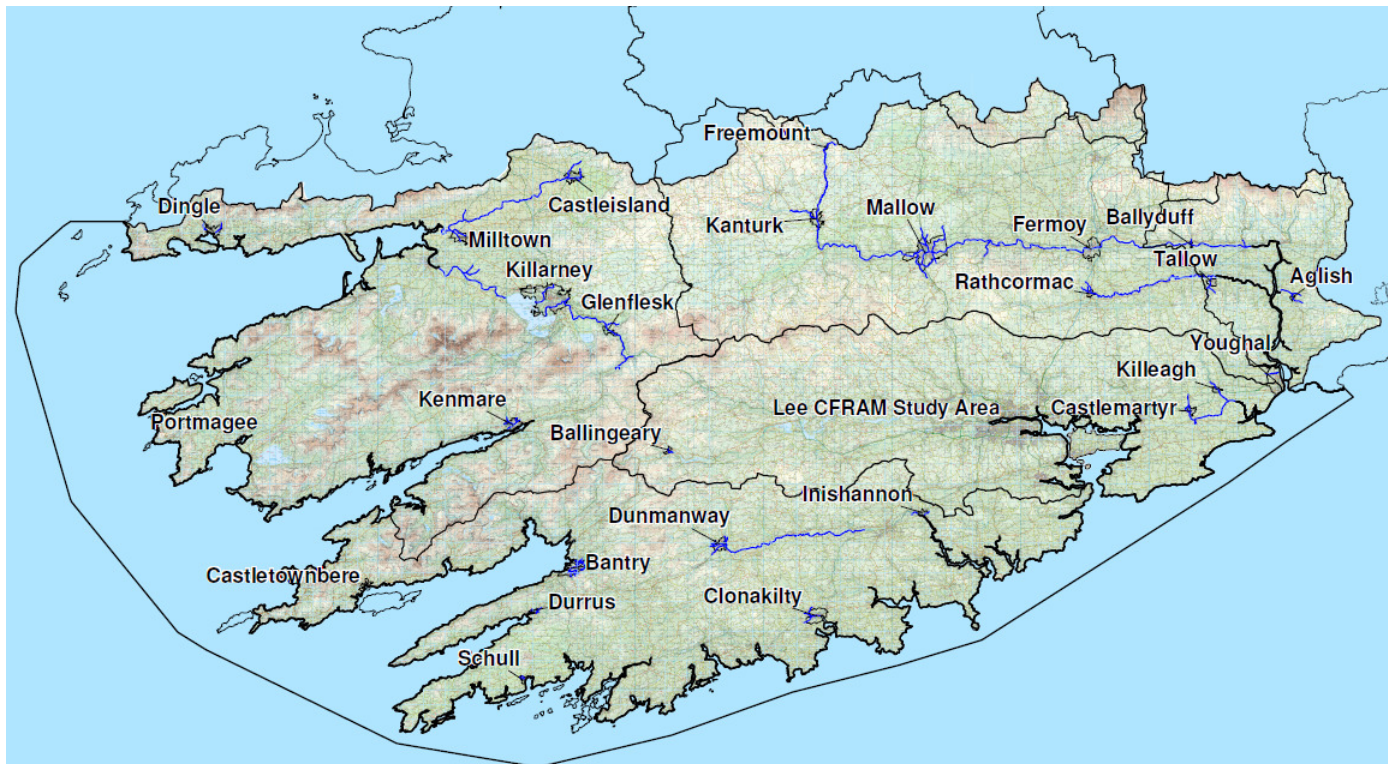 Freemount
Dingle
Castleisland
Kanturk
Mallow
Fermoy
Ballyduff
Milltown
Tallow
Killarney
Rathcormac
Aglish
Glenflesk
Youghal
Killeagh
Kenmare
Lee CFRAM Study Area
Castlemartyr
Portmagee
Ballingeary
Inishannon
Dunmanway
Bantry
Castletownbere
Durrus
Clonakilty
Schull